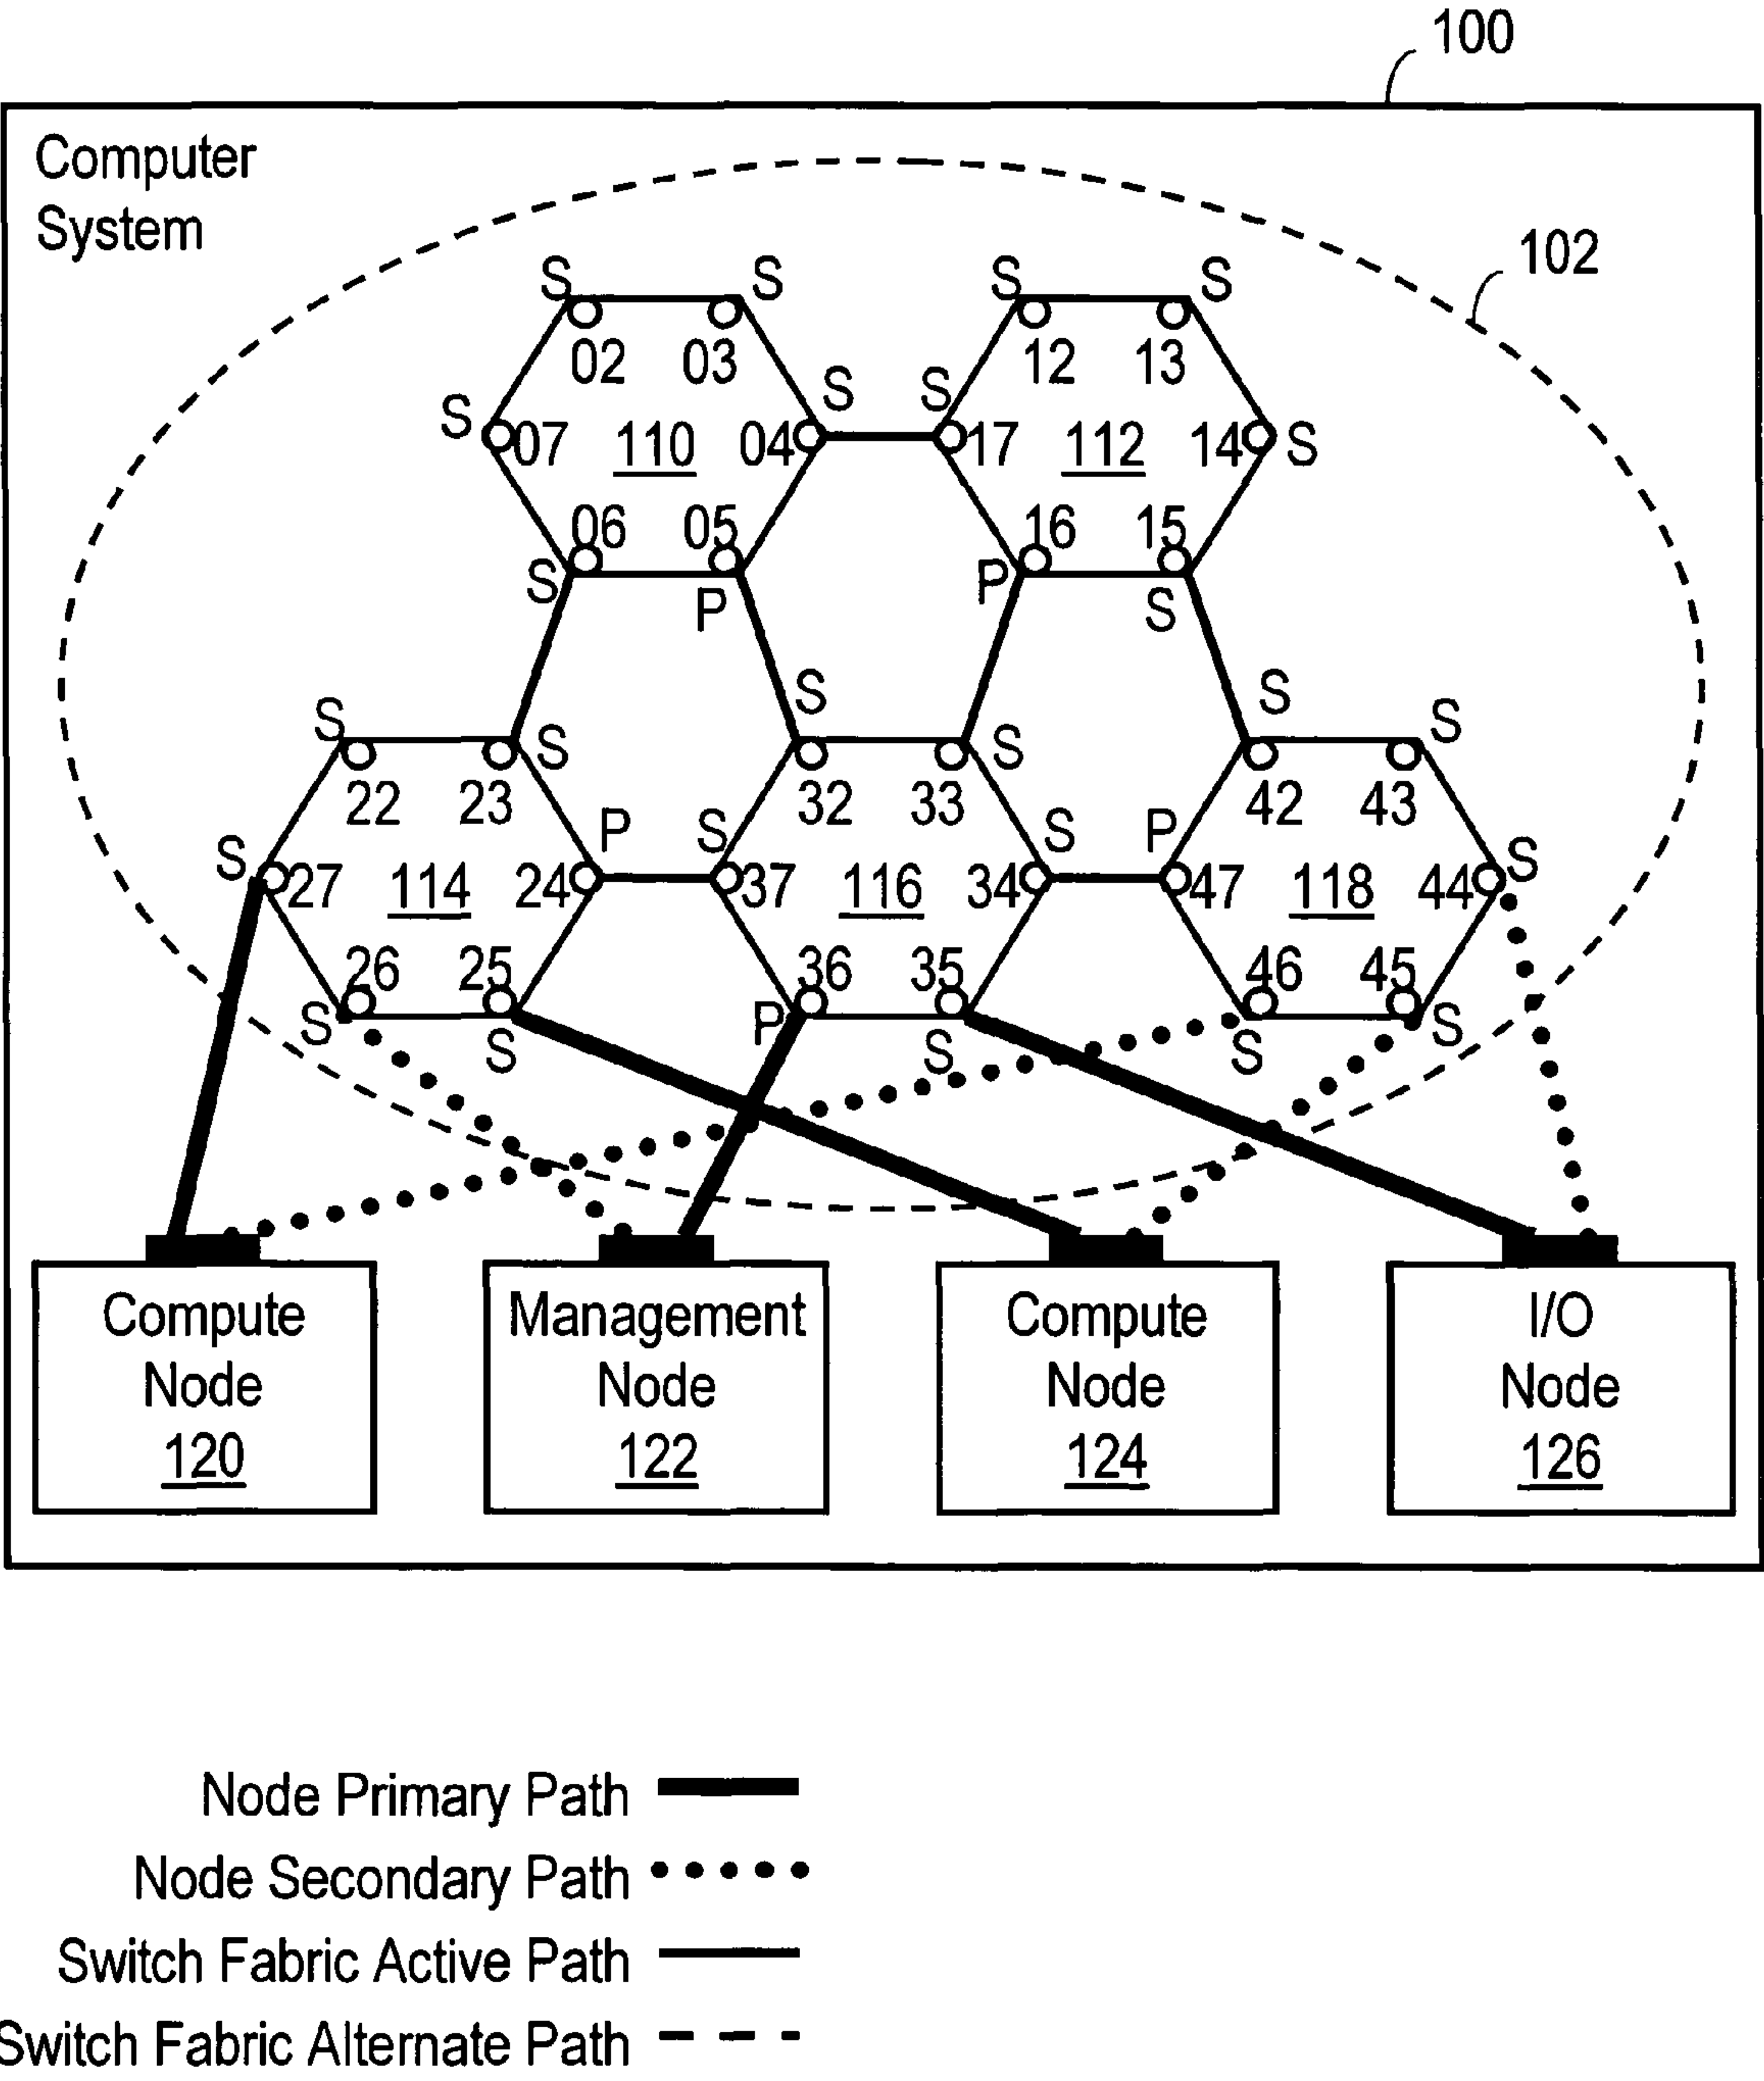 100
Computer
System
102
S S S S
02 03 12 13
S S S
07 110 04 17 112 14 S
06 05 16 15
S P P S
S S S S
S S S
22 23 32 33 42 43
P S S P
S 27 114 24 37 116 34 47 118 44 S
26 25 36 35 46 45
S S P S S S
Compute
Node
120
Management
Node
122
Compute
Node
124
I/O
Node
126
Node Primary Path
Node Secondary Path
Switch Fabric Active Path
Switch Fabric Alternate Path